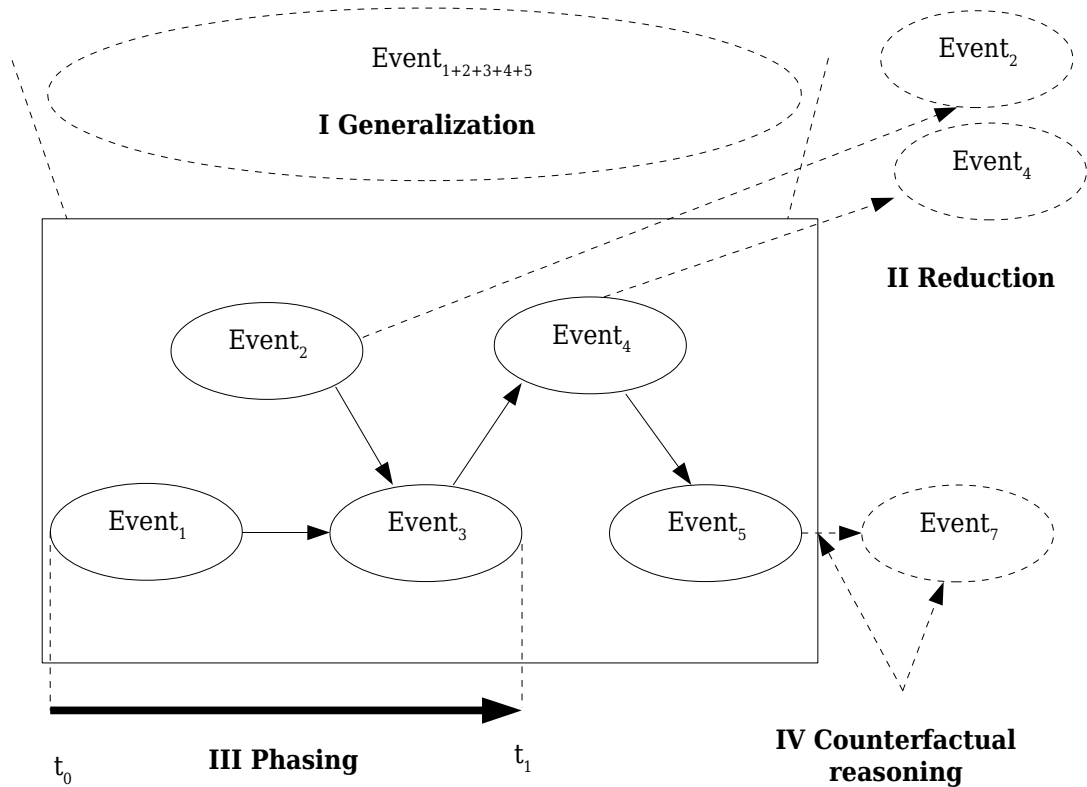 Event1+2+3+4+5
I Generalization
Event2
Event4
II Reduction
Event2
Event4
Event1
Event3
Event5
Event7
t0
III Phasing
t1
IV Counterfactual
reasoning